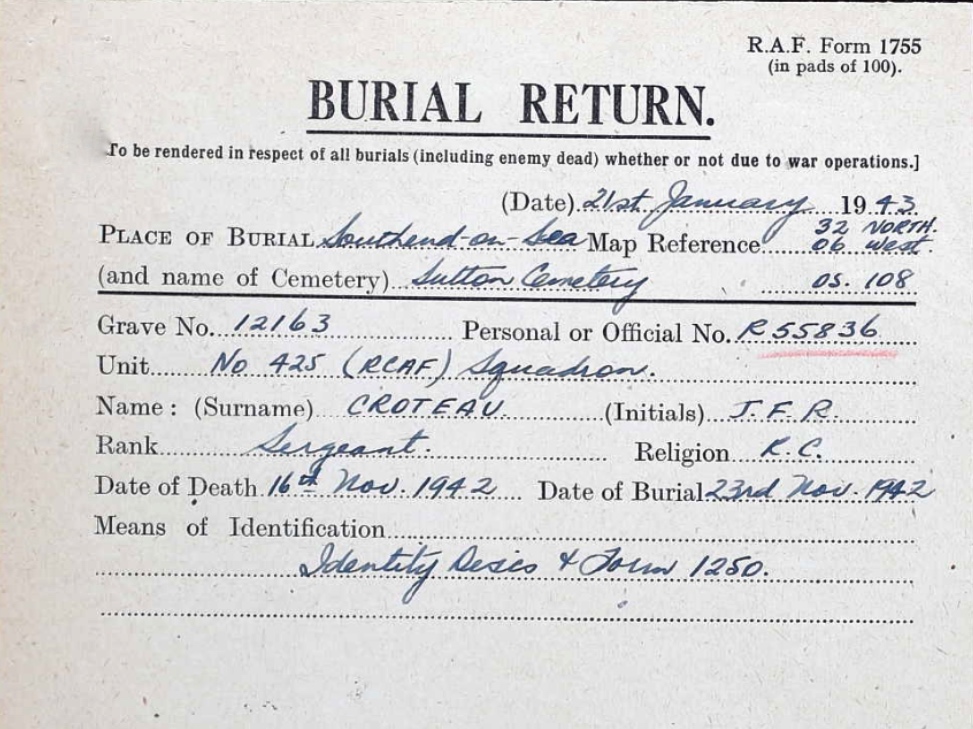 R.A.F. Form 1755
(in pads of 100).
BURIAL RETURN.
To be rendered in respect of all burials (including enemy dead) whether or not due to war operations.]
(Date) 21st January 1943
PLACE OF BURIAL Southend-on-Sea Map Reference 32 NORTH. 06 West.
(and name of Cemetery) Sutton Cemetery OS. 108
Grave No. 12163 Personal or Official No. R55836
Unit No 425 (RCAF) Squadron.
Name: (Surname) CROTEAU (Initials) J.F.R.
Rank Sergeant. Religion R.C.
Date of Death 16th Nov. 1942 Date of Burial 23rd Nov. 1942
Means of Identification
Identity Discs & Form 1250.